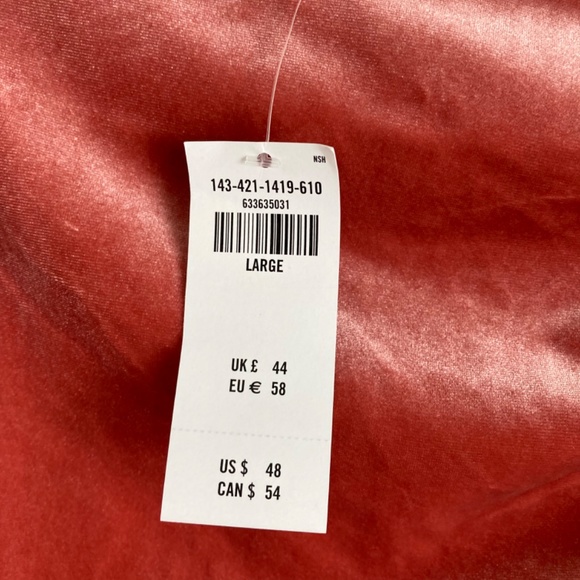 NSH
143-421-1419-610
633635031
LARGE
UK £ 44
EU € 58
US $ 48
CAN $ 54